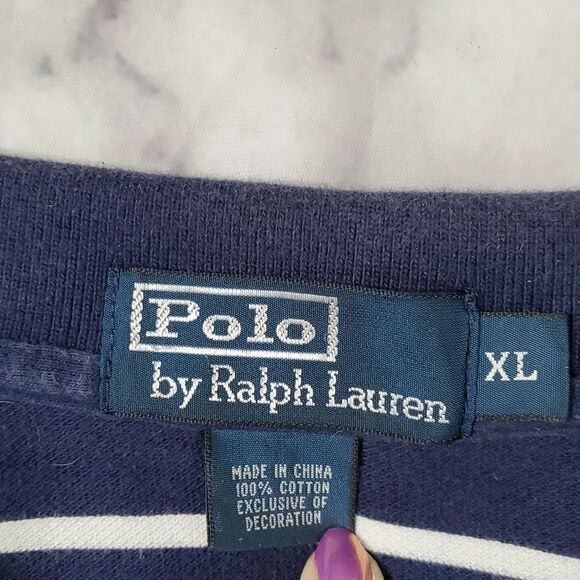 Polo
by Ralph Lauren
XL
MADE IN CHINA
100% COTTON
EXCLUSIVE OF
DECORATION